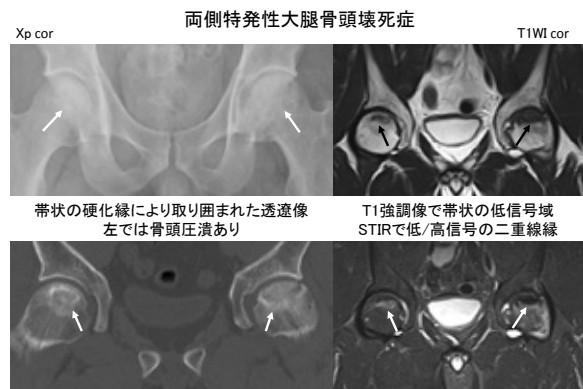 両側特発性大腿骨頭壊死症
Xp cor
T1WI cor
帯状の硬化縁により取り囲まれた透遼像
左では骨頭圧潰あり
T1強調像で帯状の低信号域
STIRで低/高信号の二重線縁